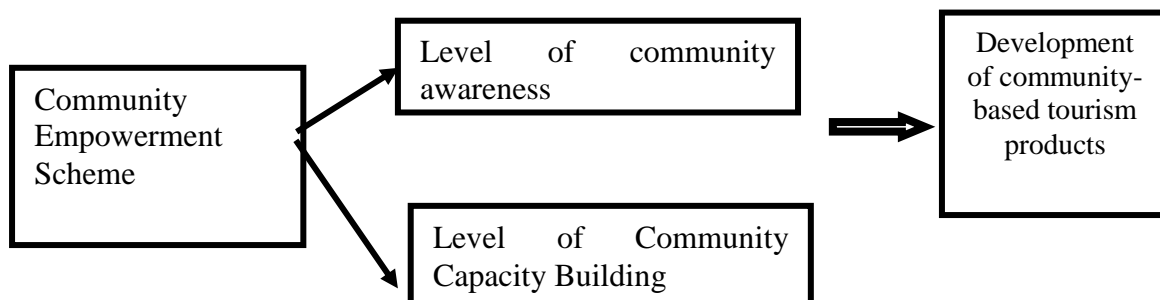 Community
Empowerment
Scheme
Level of community
awareness
Level of Community
Capacity Building
Development
of community-
based tourism
products